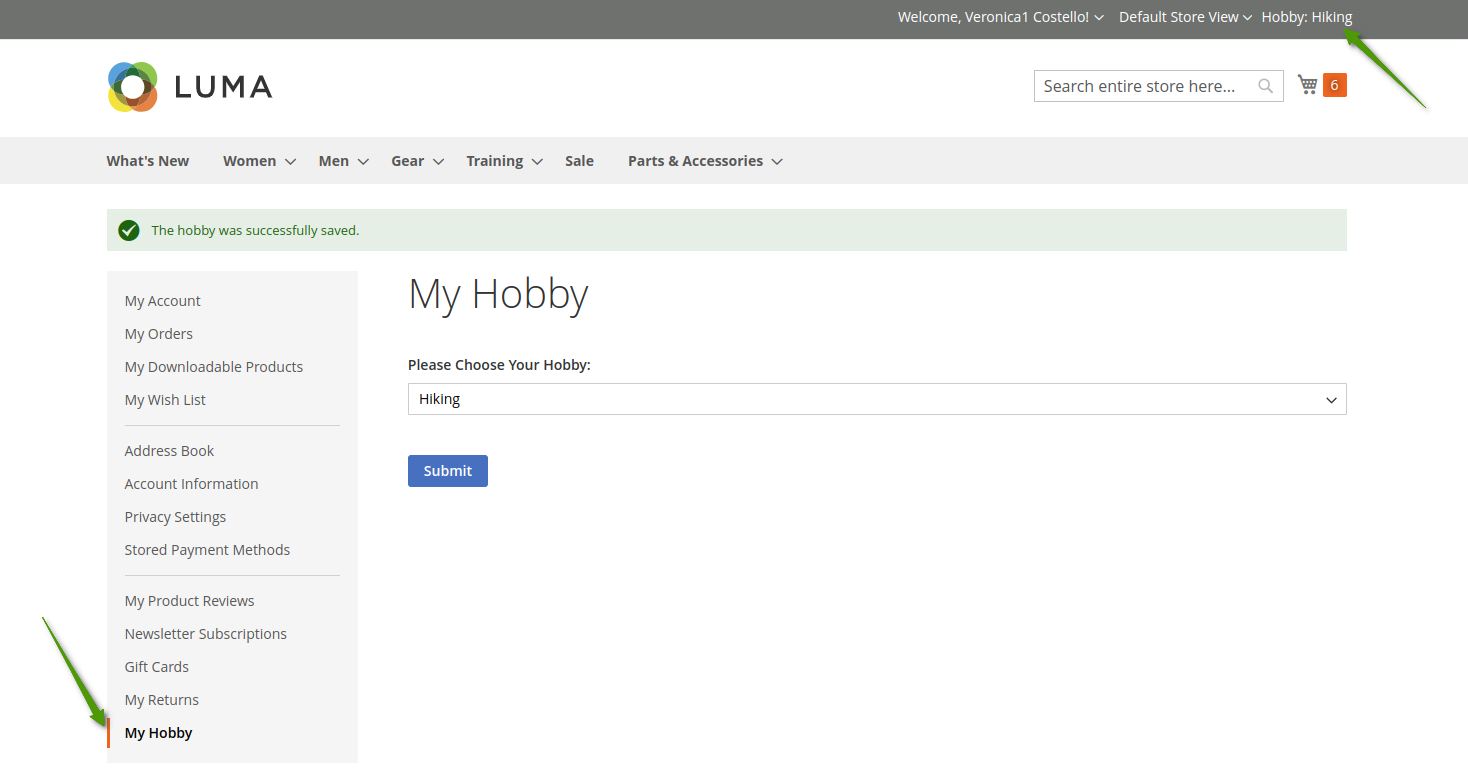 Welcome, Veronica1 Costello! Default Store View Hobby: Hiking
LUMA
Search entire store here... 6
What's New Women Men Gear Training Sale Parts & Accessories
The hobby was successfully saved.
My Account
My Orders
My Downloadable Products
My Wish List
Address Book
Account Information
Privacy Settings
Stored Payment Methods
My Product Reviews
Newsletter Subscriptions
Gift Cards
My Returns
My Hobby
My Hobby
Please Choose Your Hobby:
Hiking
Submit